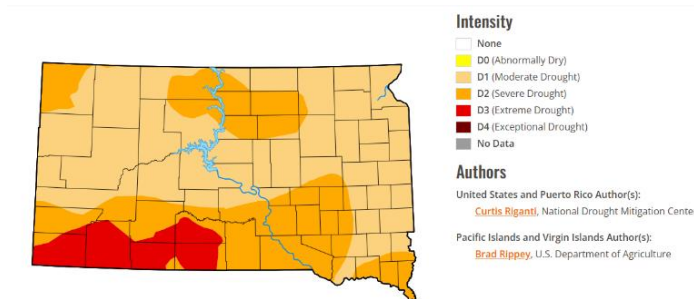 Intensity
None
D0 (Abnormally Dry)
D1 (Moderate Drought)
D2 (Severe Drought)
D3 (Extreme Drought)
D4 (Exceptional Drought)
No Data
Authors
United States and Puerto Rico Author(s):
Curtis Riganti, National Drought Mitigation Cente
Pacific Islands and Virgin Islands Author(s):
Brad Rippey, U.S. Department of Agriculture